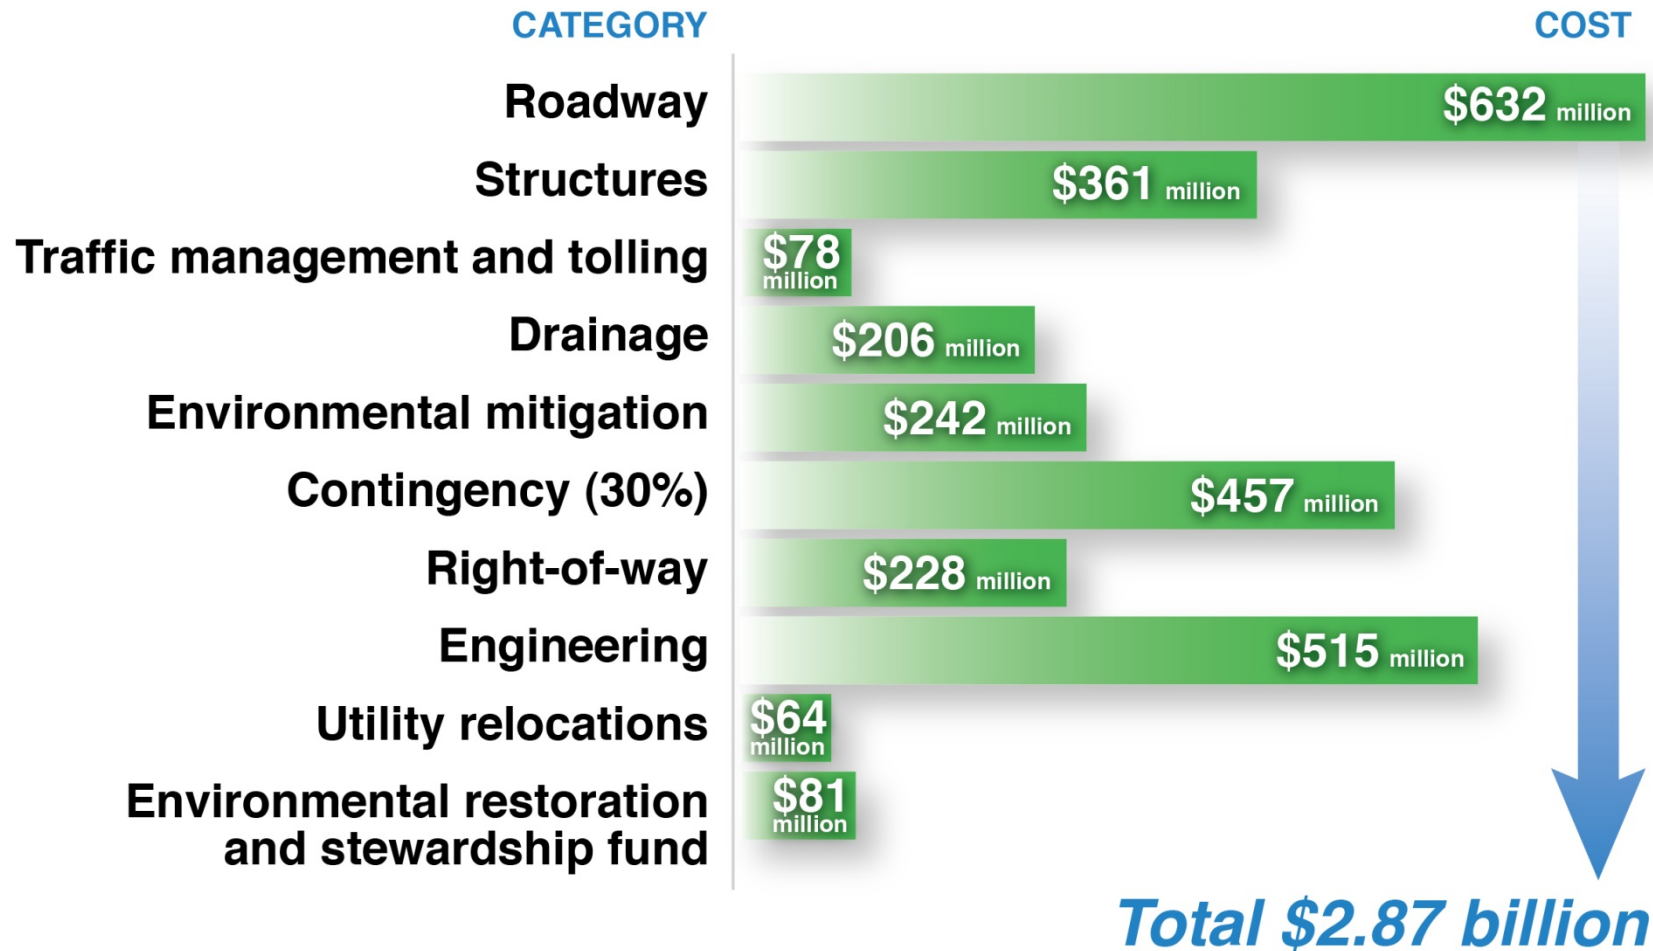 CATEGORY COST
Roadway $632 million
Structures $361 million
Traffic management and tolling $78 million
Drainage $206 million
Environmental mitigation $242 million
Contingency (30%) $457 million
Right-of-way $228 million
Engineering $515 million
Utility relocations $64 million
Environmental restoration
and stewardship fund $81 million
Total $2.87 billion